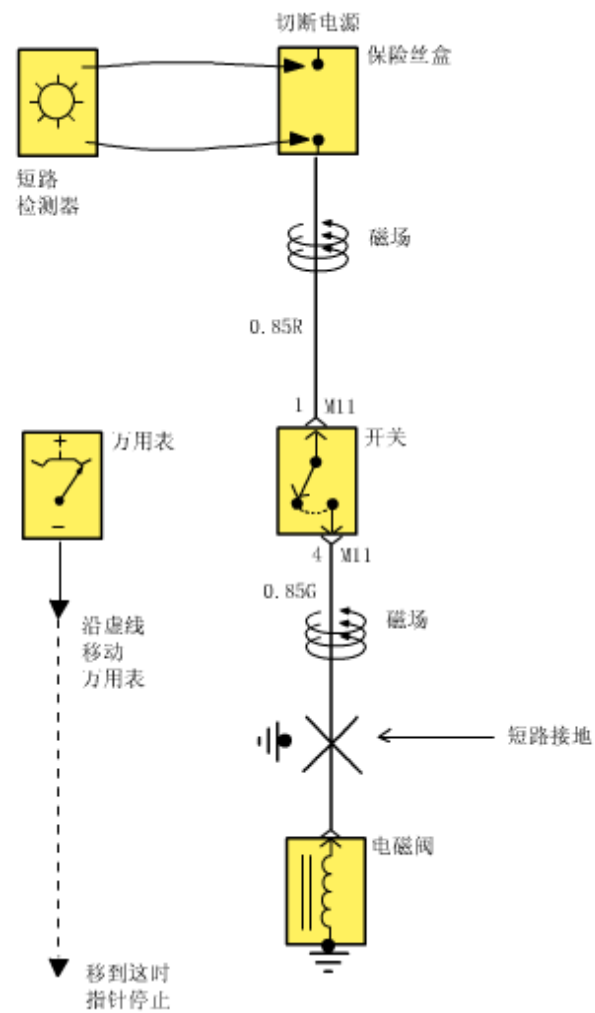 切断电源
保险丝盒
短路
检测器
磁场
0.85R
1 M11
万用表
开关
4 M11
0.85G
沿虚线
移动
万用表
磁场
短路接地
电磁阀
移到这时
指针停止